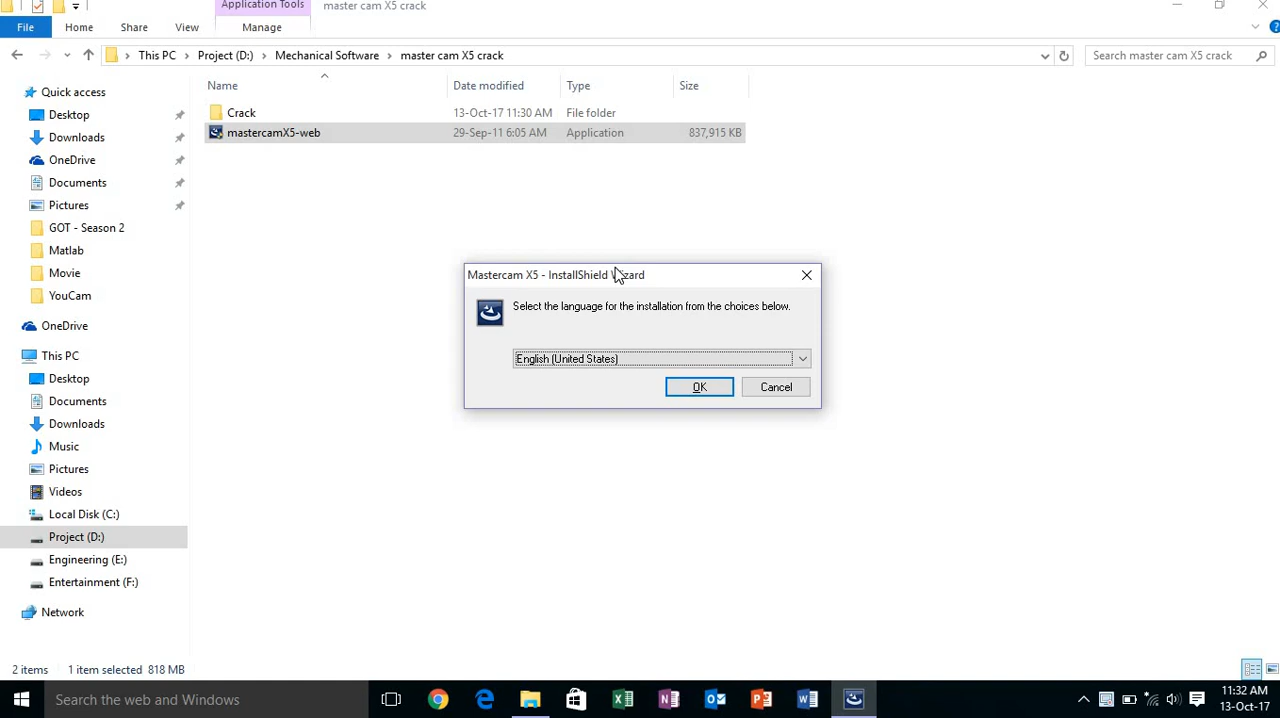 Application Tools
master cam X5 crack
File
Home
Share
View
Manage
This PC
Project (D:)
Mechanical Software
master cam X5 crack
Search master cam X5 crack
Quick access
Desktop
Downloads
OneDrive
Documents
Pictures
GOT - Season 2
Matlab
Movie
YouCam
OneDrive
This PC
Desktop
Documents
Downloads
Music
Pictures
Videos
Local Disk (C:)
Project (D:)
Engineering (E:)
Entertainment (F:)
Network
Name Date modified Type Size
Crack 13-Oct-17 11:30 AM File folder
mastercamX5-web 29-Sep-11 6:05 AM Application 837,915 KB
Mastercam X5 - InstallShield Wizard
Select the language for the installation from the choices below.
English (United States)
OK
Cancel
2 items 1 item selected 818 MB
Search the web and Windows
11:32 AM
13-Oct-17